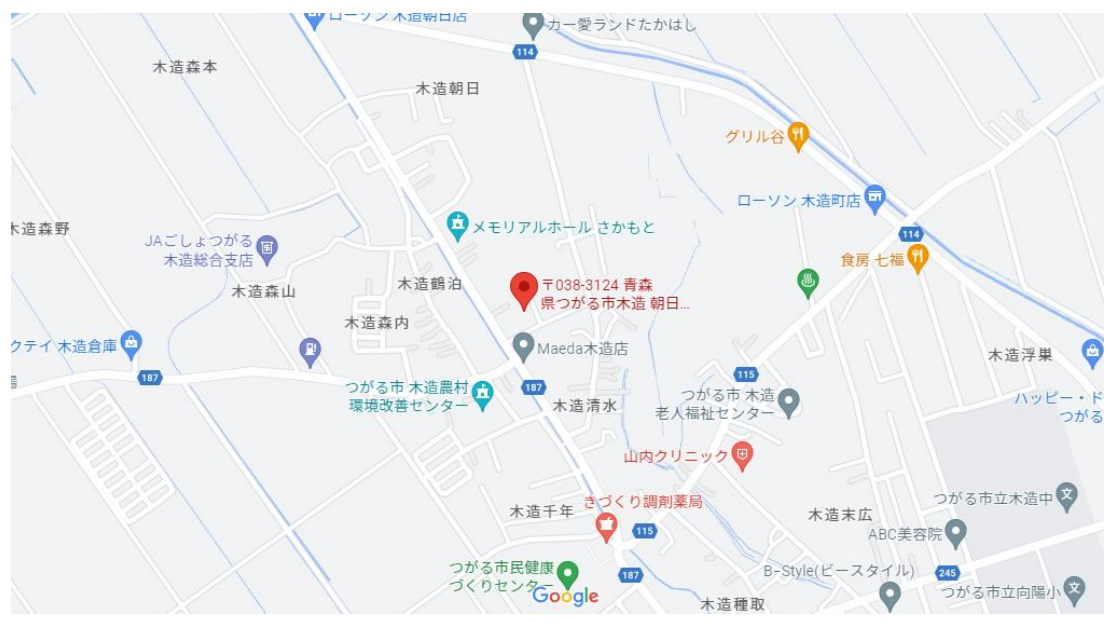 ローソン 木造朝日店
カー愛ランドたかはし
114
木造森本
木造朝日
グリル谷
ローソン 木造町店
木造森野
メモリアルホール さかもと
114
JAごしょつがる
木造総合支店
食房 七福
木造森山
木造鶴泊
〒038-3124 青森
県つがる市木造 朝日...
木造森内
クテイ 木造倉庫
Maeda木造店
木造浮巣
187
115
187
つがる市 木造農村
環境改善センター
木造清水
つがる市 木造
老人福祉センター
ハッピー・ド
つがる
山内クリニック
つがる市立木造中
きづくり調剤薬局
木造千年
木造末広
115
ABC美容院
つがる市民健康
づくりセンター
187
B-Style(ビースタイル)
245
つがる市立向陽小
Google
木造種取